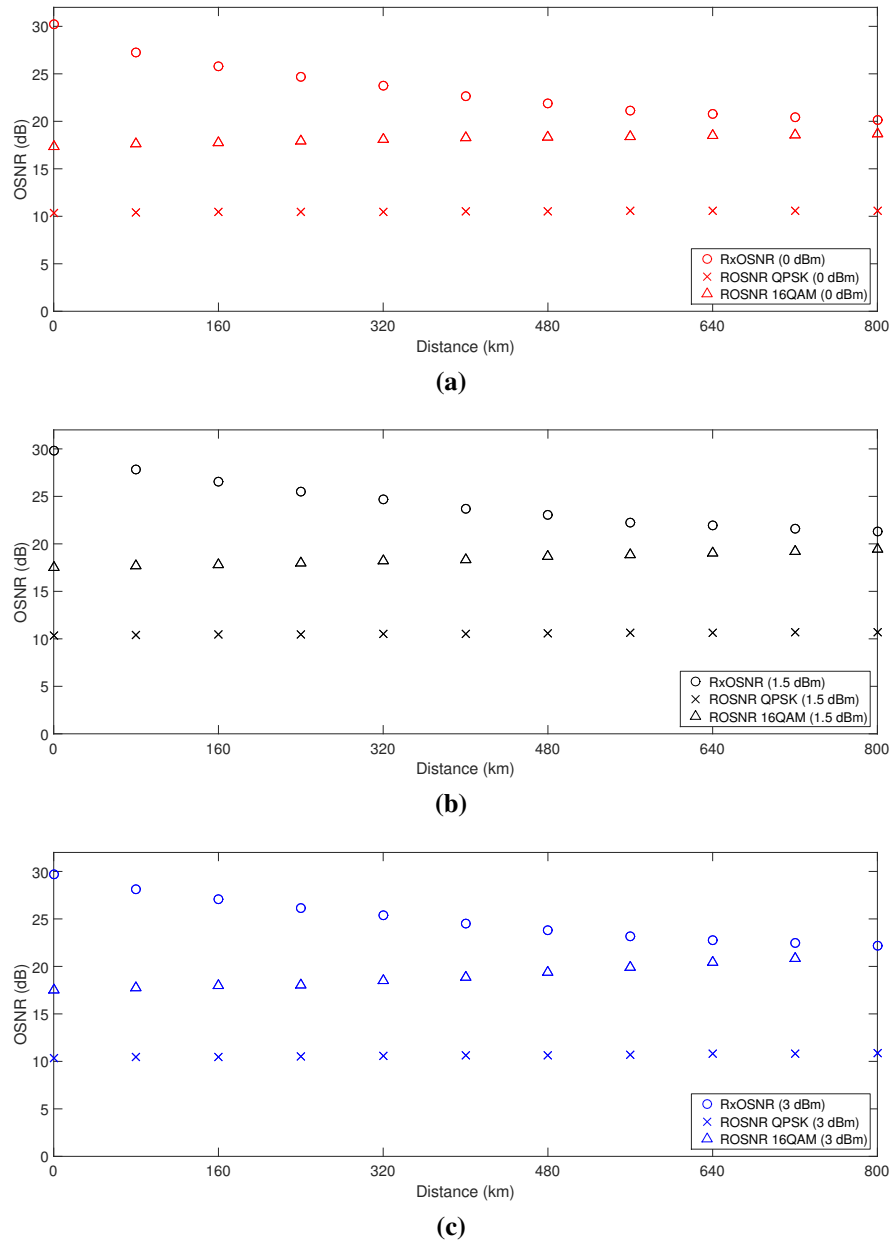 30
25
20
15
10
5
0
OSNR (dB)
RxOSNR (0 dBm)
ROSNR QPSK (0 dBm)
ROSNR 16QAM (0 dBm)
0 160 320 480 640 800
Distance (km)
(a)
30
25
20
15
10
5
0
OSNR (dB)
RxOSNR (1.5 dBm)
ROSNR QPSK (1.5 dBm)
ROSNR 16QAM (1.5 dBm)
0 160 320 480 640 800
Distance (km)
(b)
30
25
20
15
10
5
0
OSNR (dB)
RxOSNR (3 dBm)
ROSNR QPSK (3 dBm)
ROSNR 16QAM (3 dBm)
0 160 320 480 640 800
Distance (km)
(c)